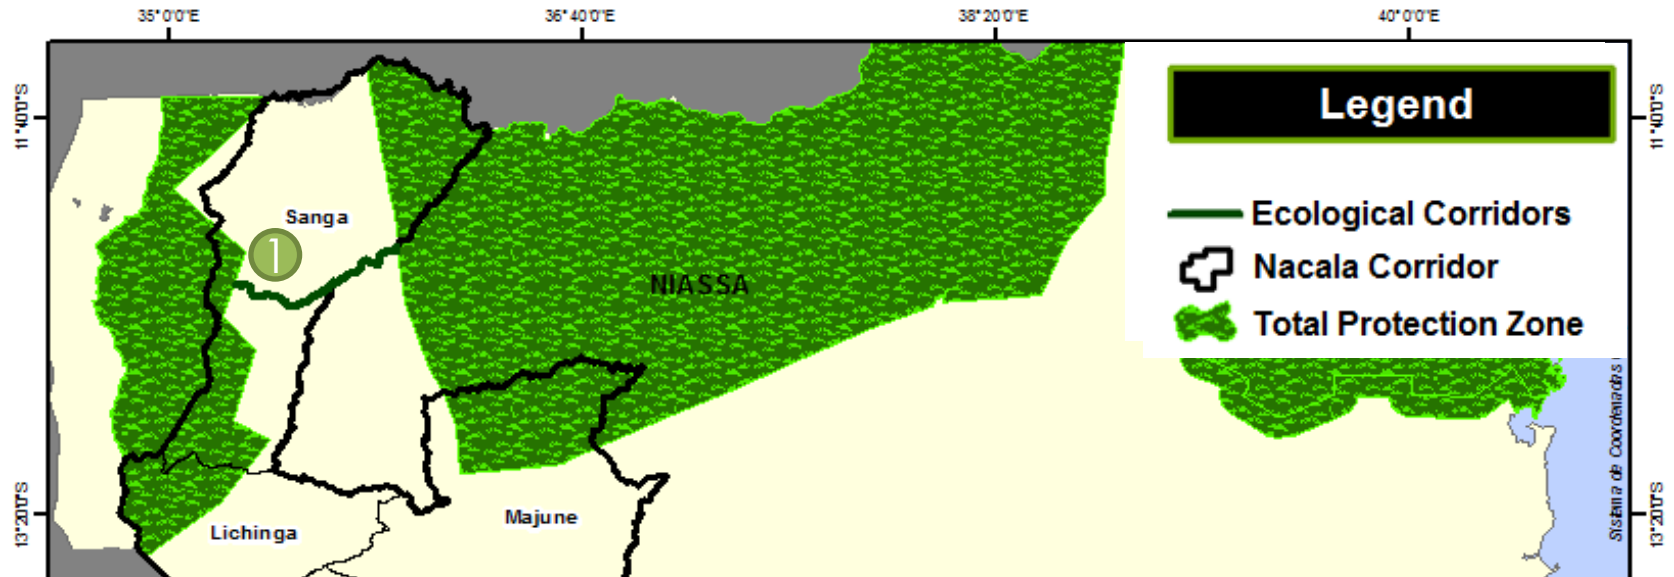 35°0'0"E
36°40'0"E
38°20'0"E
40°0'0"E
11°40'0"S
11°40'0"S
Legend
Ecological Corridors
Nacala Corridor
Total Protection Zone
Sanga
1
NIASSA
Lichinga
Majune
13°20'0"S
13°20'0"S
Sistema de Coordenadas